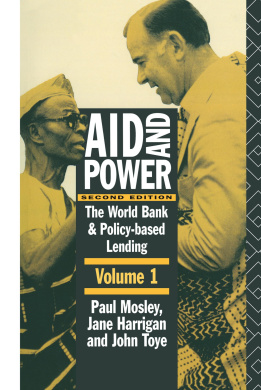 AID AND
POWER
SECOND EDITION
The World Bank
& Policy-based
Lending
Volume 1
Paul Mosley,
Jane Harrigan
and John Toye